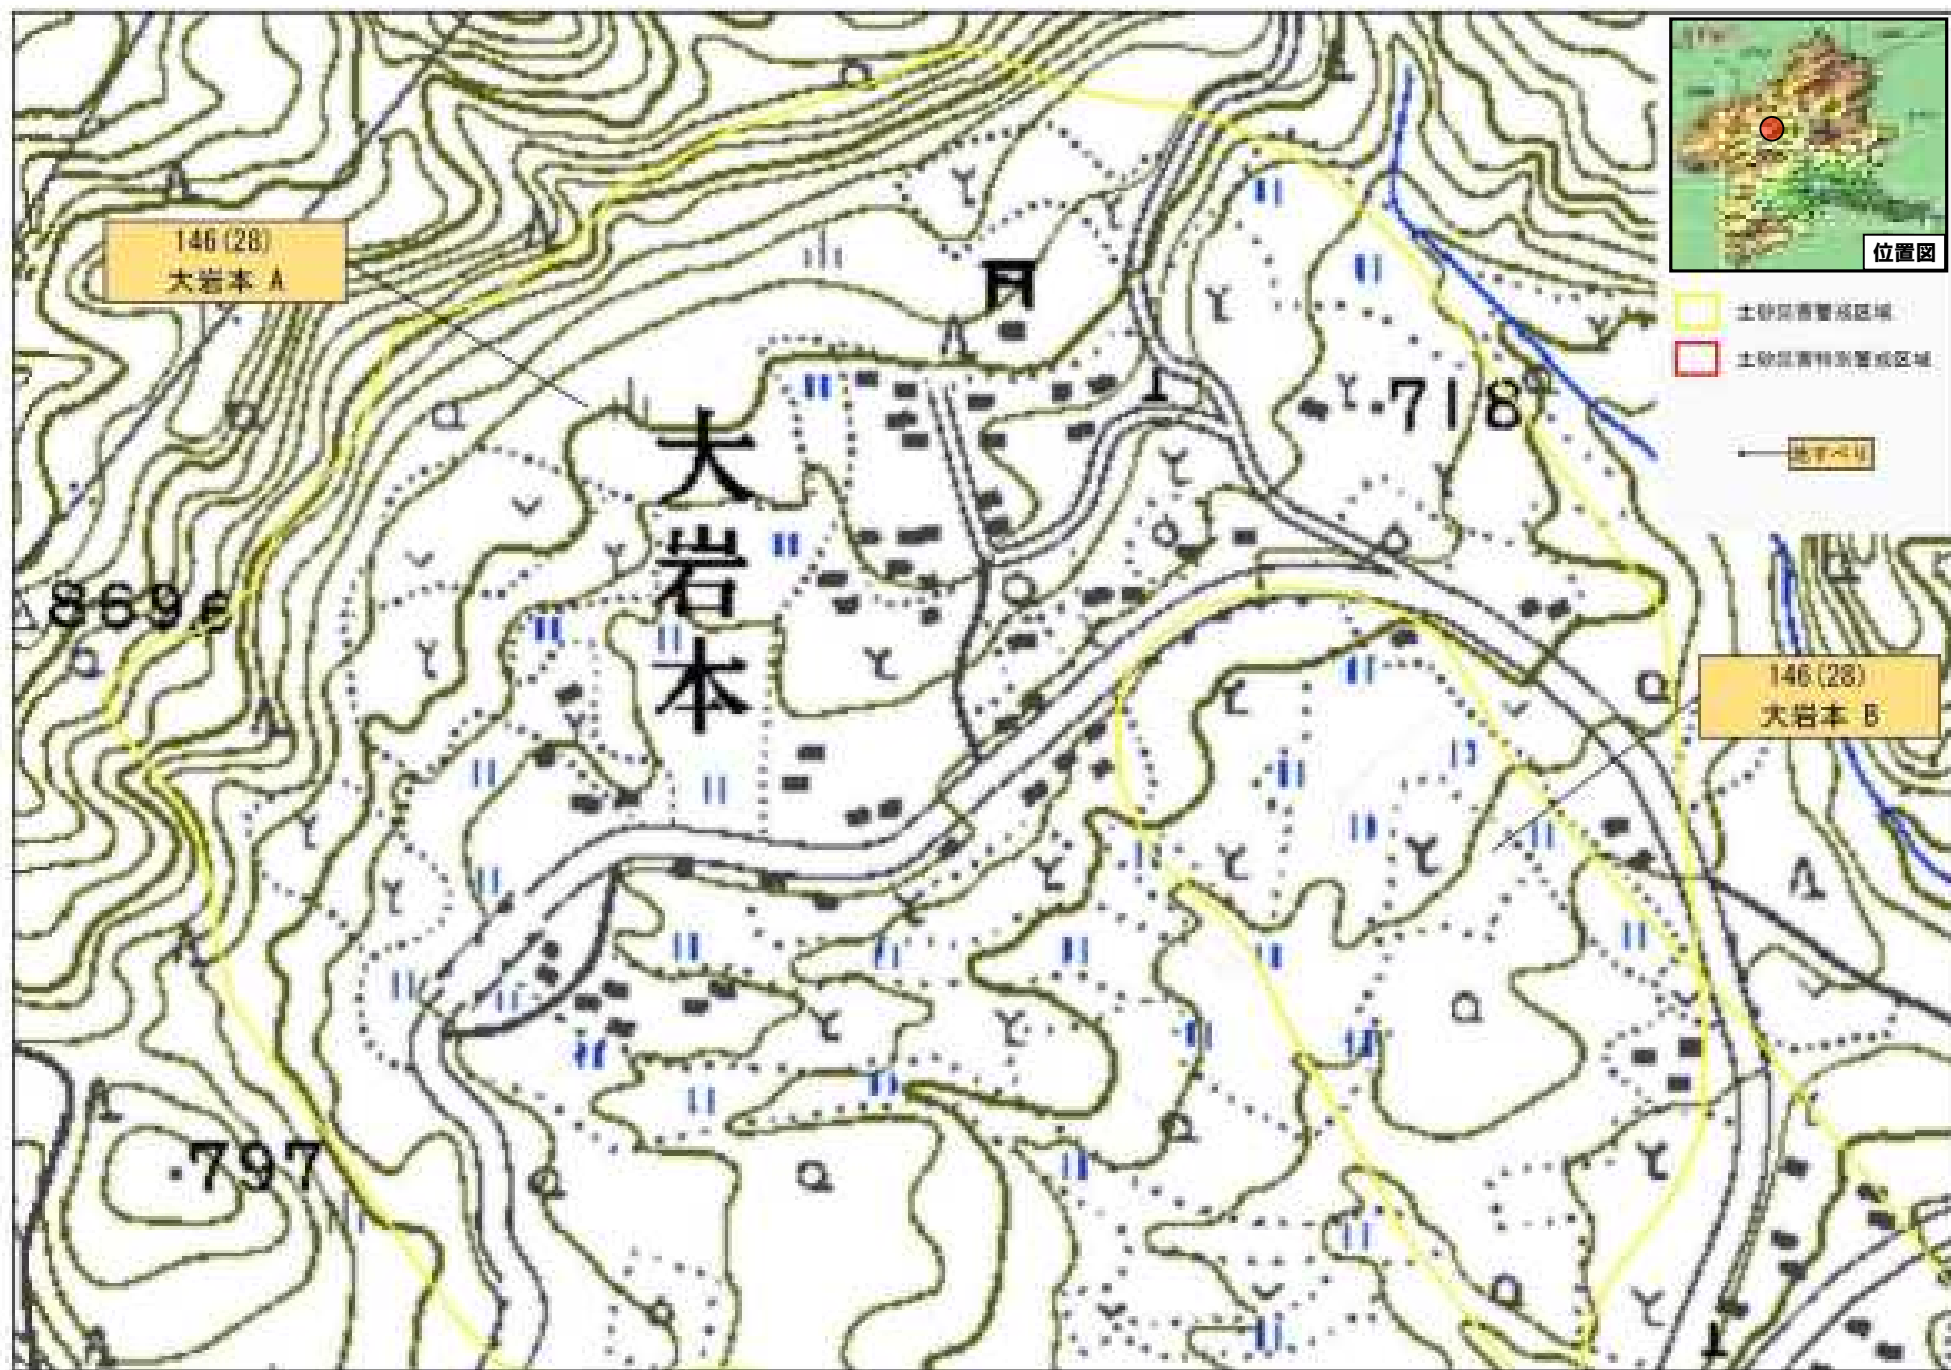 146(28)
大岩本 A
位置図
土砂災害警戒区域
土砂災害特別警戒区域
地すべり
718
大岩本
869.6
146(28)
大岩本 B
797